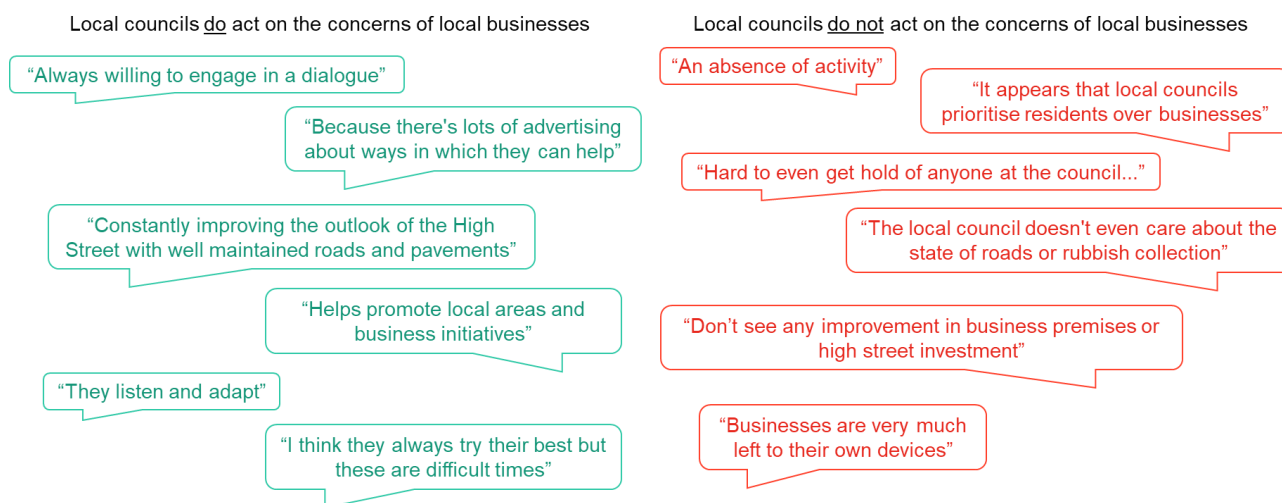 Local councils do act on the concerns of local businesses
“Always willing to engage in a dialogue”
“Because there's lots of advertising
about ways in which they can help”
“Constantly improving the outlook of the High
Street with well maintained roads and pavements”
“Helps promote local areas and
business initiatives”
“They listen and adapt”
“I think they always try their best but
these are difficult times”
Local councils do not act on the concerns of local businesses
“An absence of activity”
“It appears that local councils
prioritise residents over businesses”
“Hard to even get hold of anyone at the council...”
“The local council doesn't even care about the
state of roads or rubbish collection”
“Don’t see any improvement in business premises or
high street investment”
“Businesses are very much
left to their own devices”